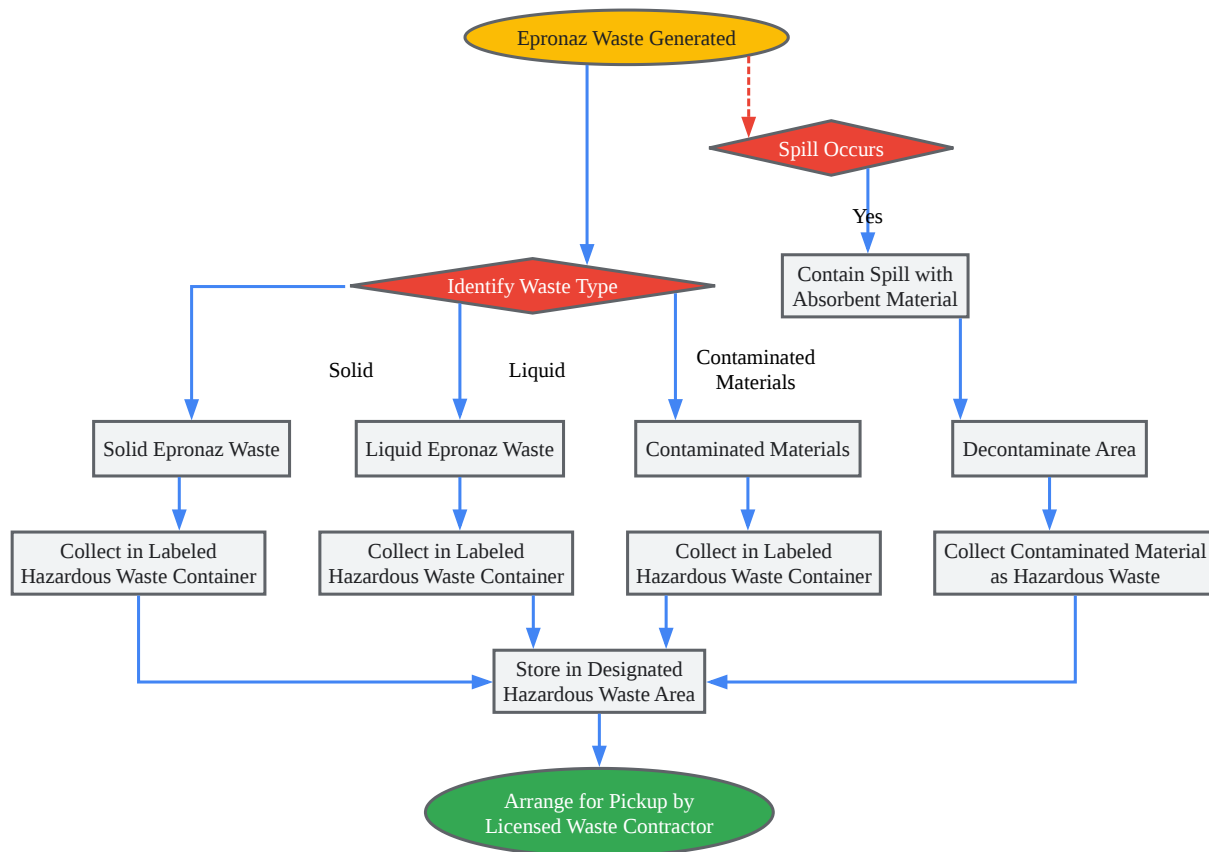 Epronaz Waste Generated
Spill Occurs
Yes
Contain Spill with
Absorbent Material
Identify Waste Type
Solid
Liquid
Contaminated
Materials
Solid Epronaz Waste
Liquid Epronaz Waste
Contaminated Materials
Decontaminate Area
Collect in Labeled
Hazardous Waste Container
Collect in Labeled
Hazardous Waste Container
Collect in Labeled
Hazardous Waste Container
Collect Contaminated Material
as Hazardous Waste
Store in Designated
Hazardous Waste Area
Arrange for Pickup by
Licensed Waste Contractor